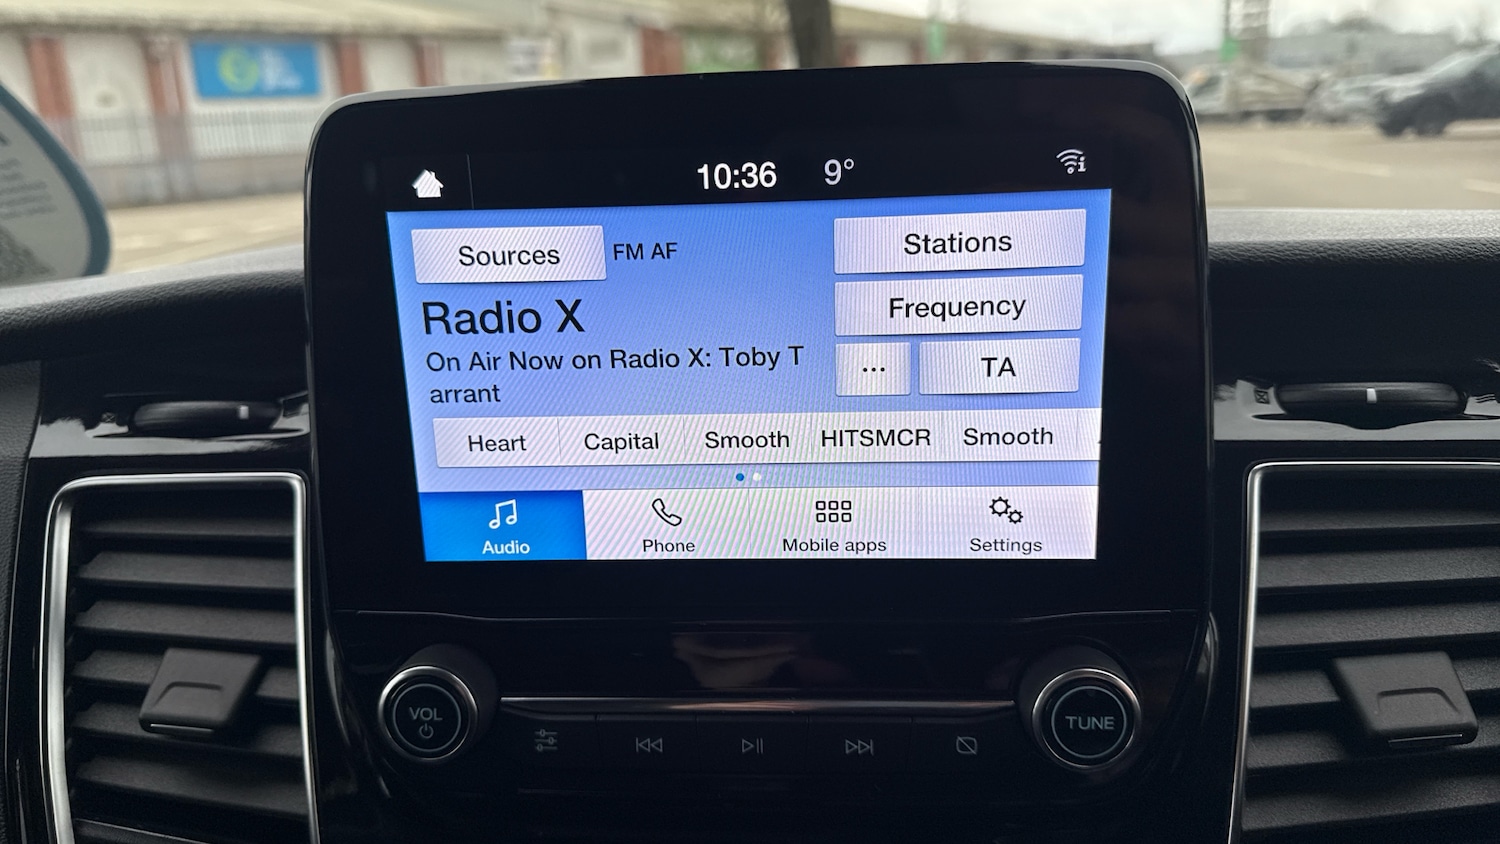 10:36 9°
Sources FM AF Stations
Radio X Frequency
On Air Now on Radio X: Toby T ... TA
arrant
Heart Capital Smooth HITSMCR Smooth
Audio Phone Mobile apps Settings
VOL TUNE